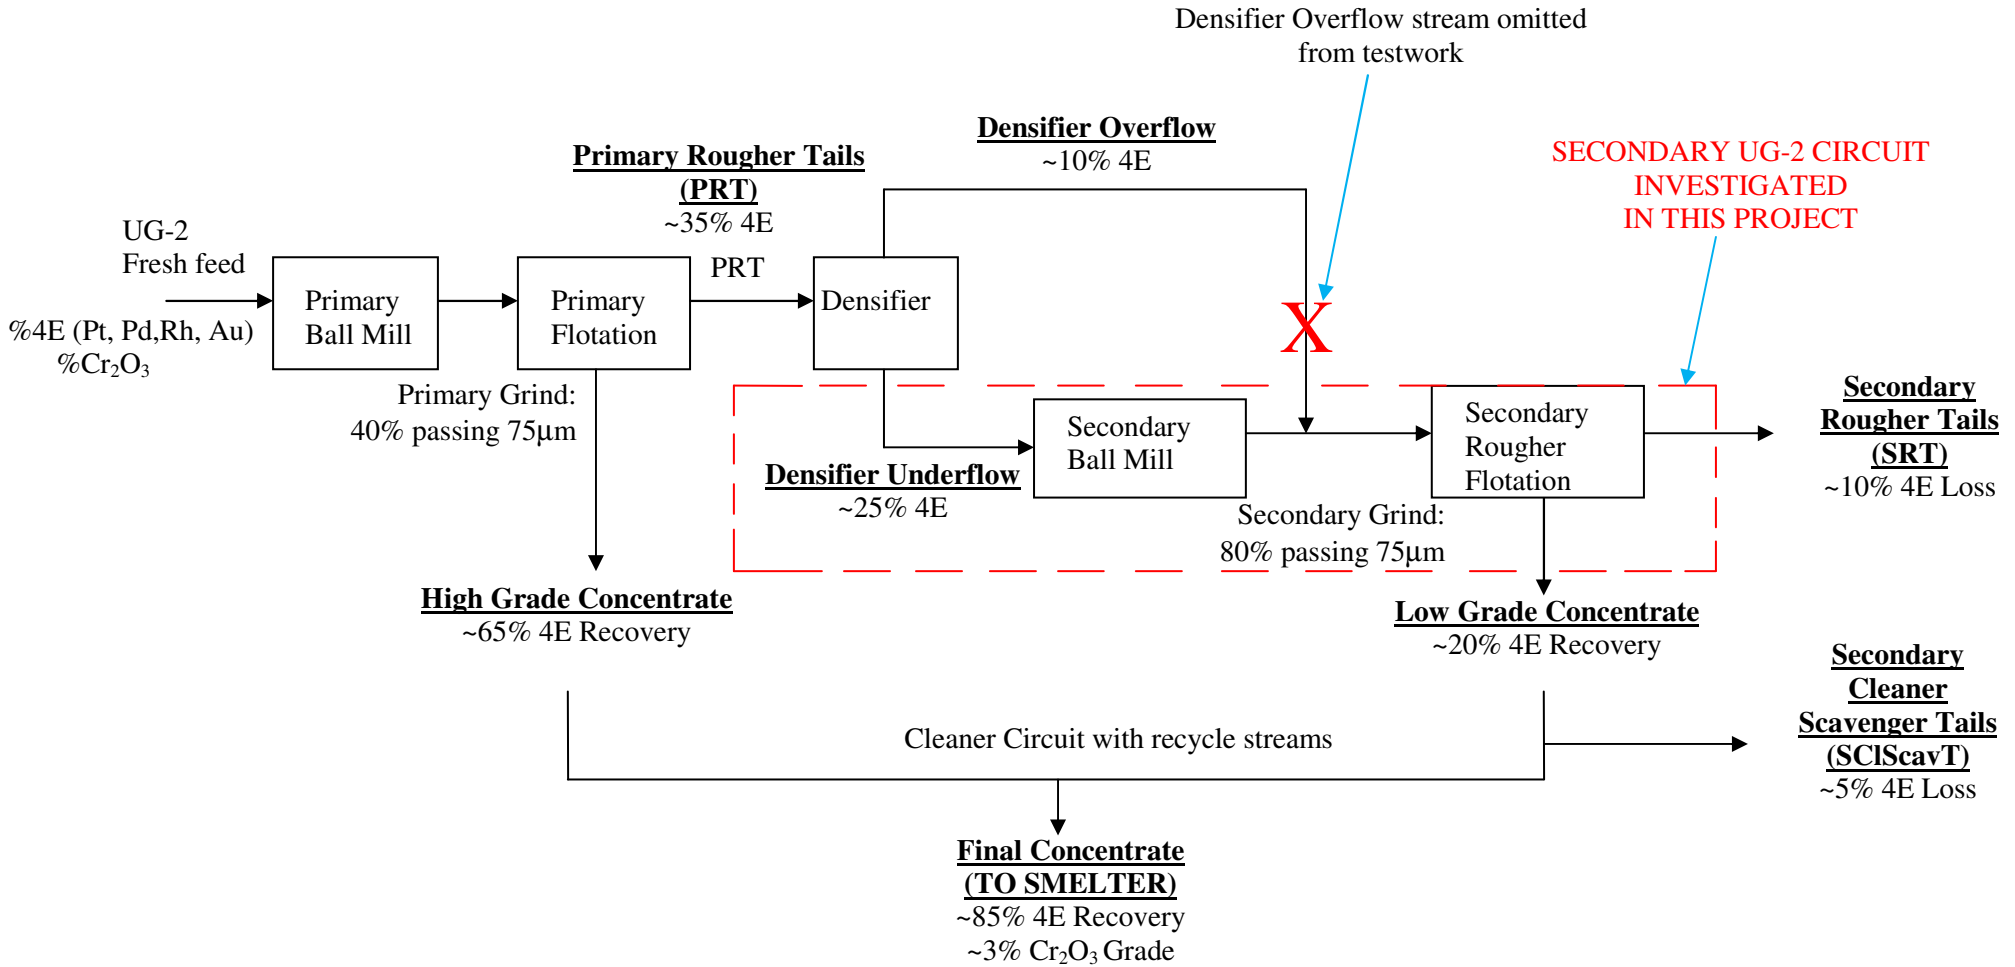 Densifier Overflow stream omitted
from testwork
Densifier Overflow
~10% 4E
SECONDARY UG-2 CIRCUIT
INVESTIGATED
IN THIS PROJECT
Primary Rougher Tails
(PRT)
~35% 4E
UG-2
Fresh feed
%4E (Pt, Pd,Rh, Au)
%Cr₂O₃
Primary
Ball Mill
Primary
Flotation
PRT
Densifier
X
Primary Grind:
40% passing 75µm
Densifier Underflow
~25% 4E
Secondary
Ball Mill
Secondary Grind:
80% passing 75µm
Secondary
Rougher
Flotation
Secondary
Rougher Tails
(SRT)
~10% 4E Loss
High Grade Concentrate
~65% 4E Recovery
Low Grade Concentrate
~20% 4E Recovery
Secondary
Cleaner
Scavenger Tails
(SClScavT)
~5% 4E Loss
Cleaner Circuit with recycle streams
Final Concentrate
(TO SMELTER)
~85% 4E Recovery
~3% Cr₂O₃ Grade